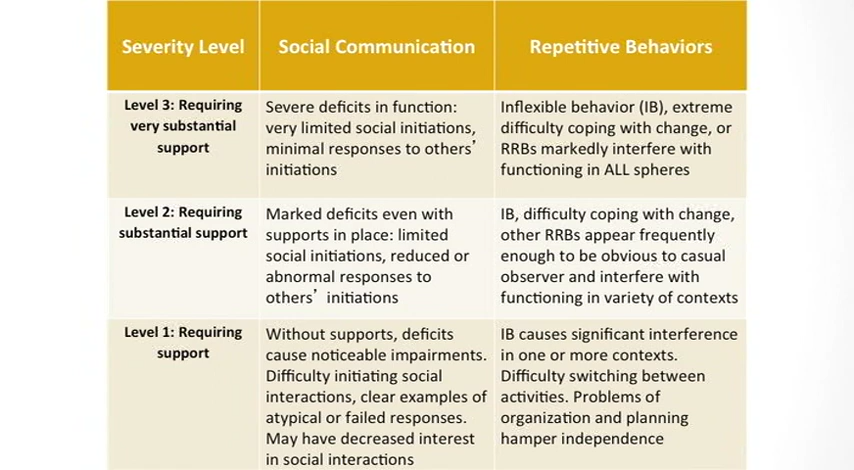 Severity Level
Social Communication
Repetitive Behaviors
Level 3: Requiring
very substantial
support
Severe deficits in function:
very limited social initiations,
minimal responses to others’
initiations
Inflexible behavior (IB), extreme
difficulty coping with change, or
RRBs markedly interfere with
functioning in ALL spheres
Level 2: Requiring
substantial support
Marked deficits even with
supports in place: limited
social initiations, reduced or
abnormal responses to
others’ initiations
IB, difficulty coping with change,
other RRBs appear frequently
enough to be obvious to casual
observer and interfere with
functioning in variety of contexts
Level 1: Requiring
support
Without supports, deficits
cause noticeable impairments.
Difficulty initiating social
interactions, clear examples of
atypical or failed responses.
May have decreased interest
in social interactions
IB causes significant interference
in one or more contexts.
Difficulty switching between
activities. Problems of
organization and planning
hamper independence